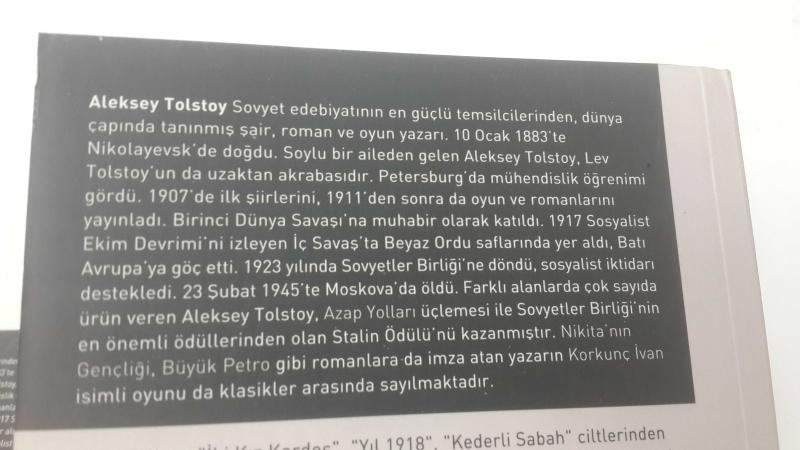 Aleksey Tolstoy Sovyet edebiyatının en güçlü temsilcilerinden, dünya
çapında tanınmış şair, roman ve oyun yazarı. 10 Ocak 1883'te
Nikolayevsk'de doğdu. Soylu bir aileden gelen Aleksey Tolstoy, Lev
Tolstoy'un da uzaktan akrabasıdır. Petersburg'da mühendislik öğrenimi
gördü. 1907'de ilk şiirlerini, 1911'den sonra da oyun ve romanlarını
yayınladı. Birinci Dünya Savaşı'na muhabir olarak katıldı. 1917 Sosyalist
Ekim Devrimi'ni izleyen İç Savaş'ta Beyaz Ordu saflarında yer aldı, Batı
Avrupa'ya göç etti. 1923 yılında Sovyetler Birliği'ne döndü, sosyalist iktidarı
destekledi. 23 Şubat 1945'te Moskova'da öldü. Farklı alanlarda çok sayıda
ürün veren Aleksey Tolstoy, Azap Yolları üçlemesi ile Sovyetler Birliği'nin
en önemli ödüllerinden olan Stalin Ödülü'nü kazanmıştır. Nikita'nın
Gençliği, Büyük Petro gibi romanlara da imza atan yazarın Korkunç İvan
isimli oyunu da klasikler arasında sayılmaktadır.
"İki Kız Kardeş", "Yıl 1918", "Kederli Sabah" ciltlerinden